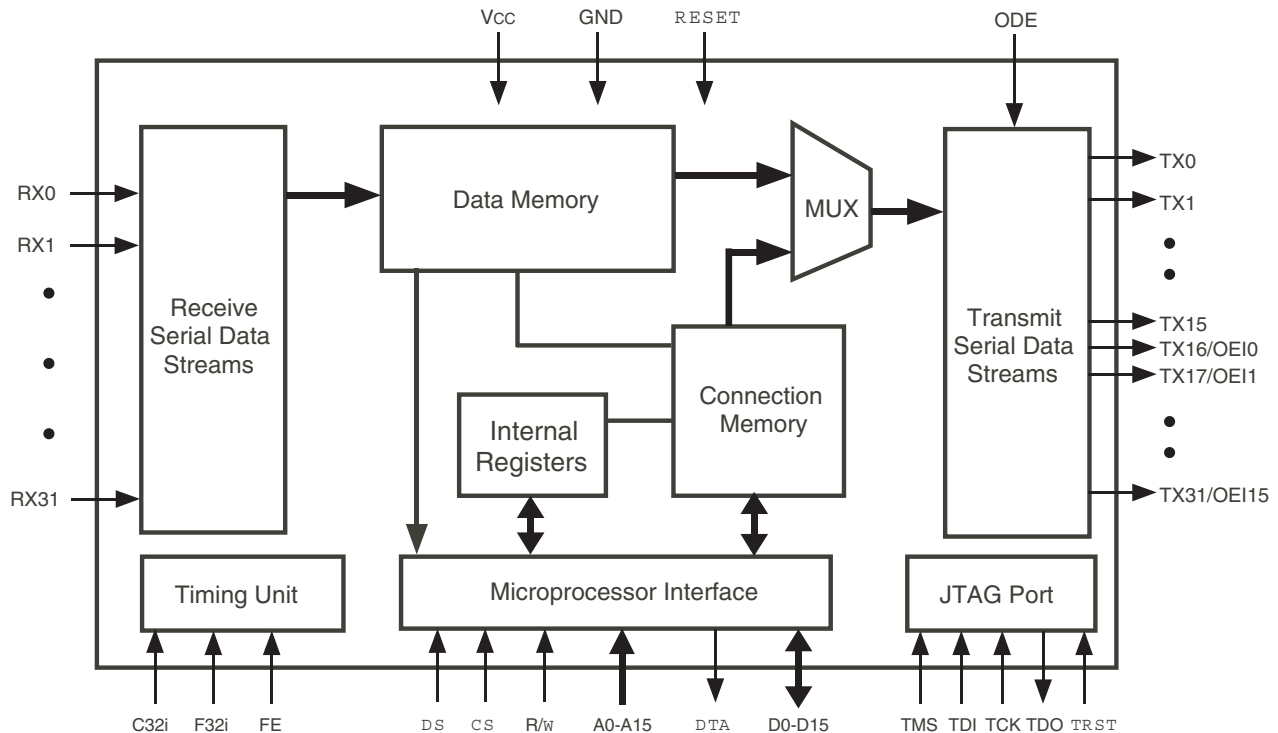 VCC
GND
RESET
ODE
RX0
RX1
RX31
Receive
Serial Data
Streams
Data Memory
MUX
Transmit
Serial Data
Streams
TX0
TX1
TX15
TX16/OEI0
TX17/OEI1
TX31/OEI15
Internal
Registers
Connection
Memory
Timing Unit
Microprocessor Interface
JTAG Port
C32i
F32i
FE
DS
CS
R/W
A0-A15
DTA
D0-D15
TMS
TDI
TCK
TDO
TRST